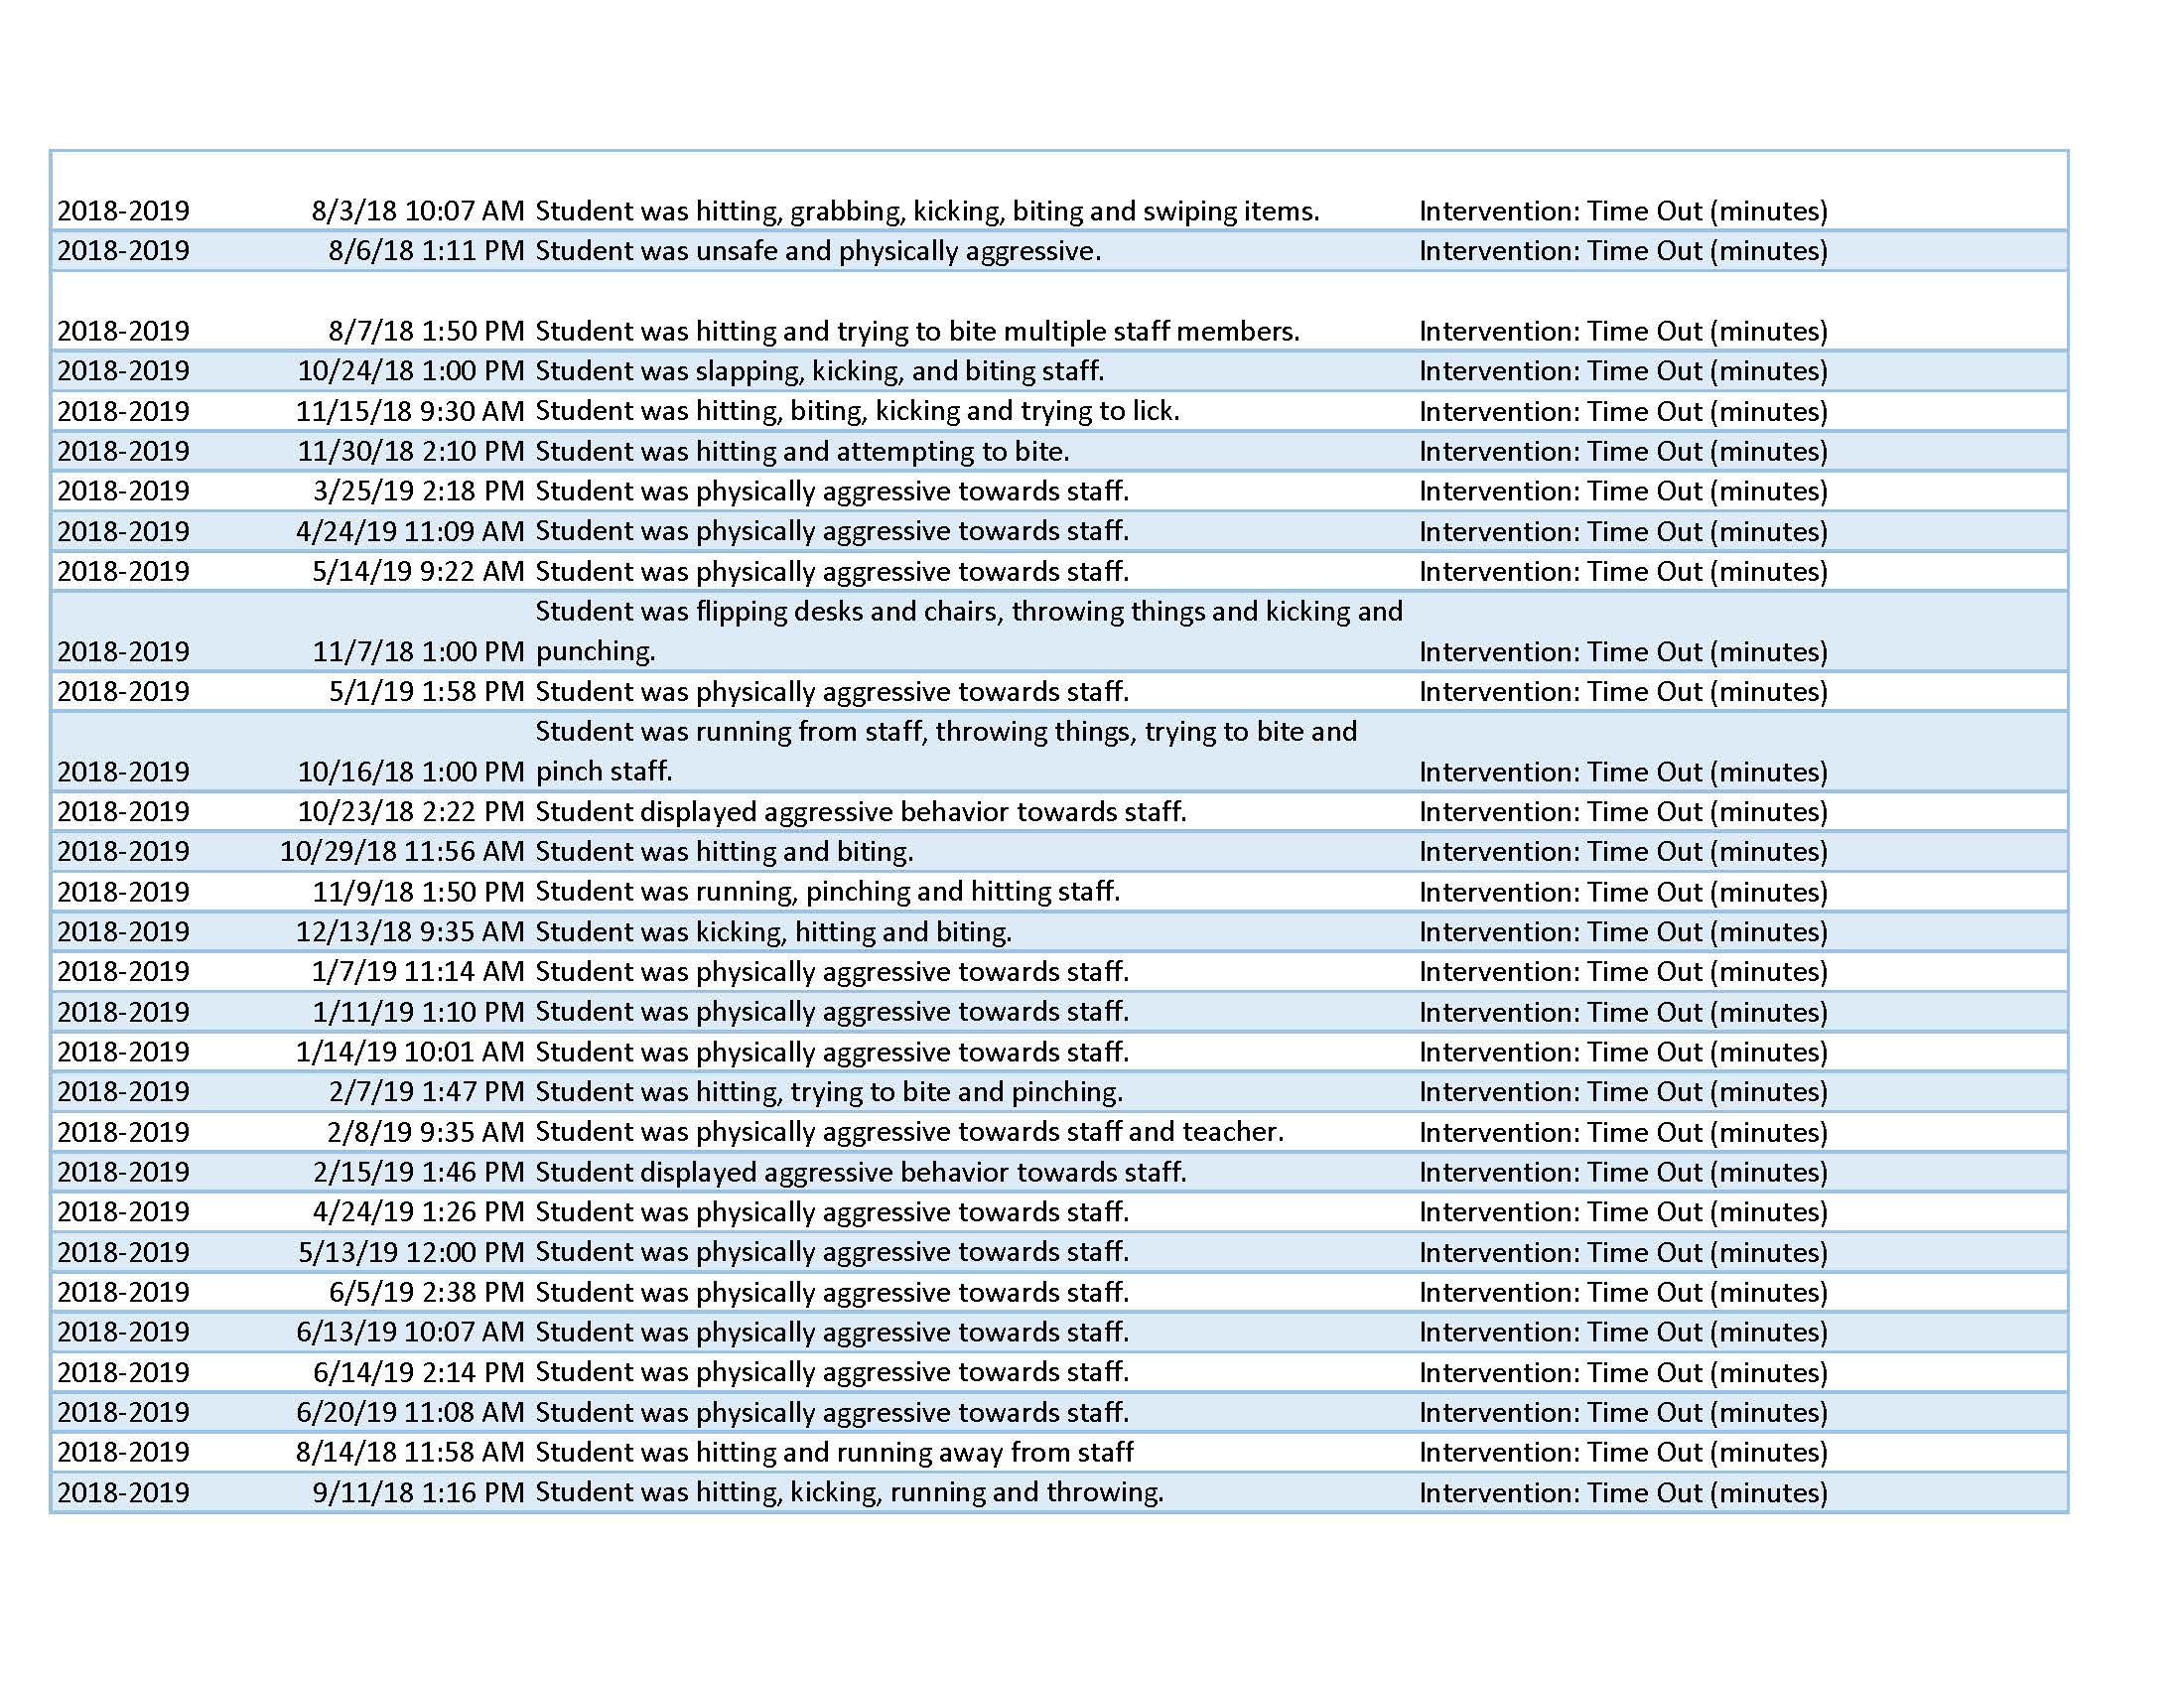 2018-2019 8/3/18 10:07 AM Student was hitting, grabbing, kicking, biting and swiping items. Intervention: Time Out (minutes)
2018-2019 8/6/18 1:11 PM Student was unsafe and physically aggressive. Intervention: Time Out (minutes)
2018-2019 8/7/18 1:50 PM Student was hitting and trying to bite multiple staff members. Intervention: Time Out (minutes)
2018-2019 10/24/18 1:00 PM Student was slapping, kicking, and biting staff. Intervention: Time Out (minutes)
2018-2019 11/15/18 9:30 AM Student was hitting, biting, kicking and trying to lick. Intervention: Time Out (minutes)
2018-2019 11/30/18 2:10 PM Student was hitting and attempting to bite. Intervention: Time Out (minutes)
2018-2019 3/25/19 2:18 PM Student was physically aggressive towards staff. Intervention: Time Out (minutes)
2018-2019 4/24/19 11:09 AM Student was physically aggressive towards staff. Intervention: Time Out (minutes)
2018-2019 5/14/19 9:22 AM Student was physically aggressive towards staff. Intervention: Time Out (minutes)
Student was flipping desks and chairs, throwing things and kicking and
2018-2019 11/7/18 1:00 PM punching. Intervention: Time Out (minutes)
2018-2019 5/1/19 1:58 PM Student was physically aggressive towards staff. Intervention: Time Out (minutes)
Student was running from staff, throwing things, trying to bite and
2018-2019 10/16/18 1:00 PM pinch staff. Intervention: Time Out (minutes)
2018-2019 10/23/18 2:22 PM Student displayed aggressive behavior towards staff. Intervention: Time Out (minutes)
2018-2019 10/29/18 11:56 AM Student was hitting and biting. Intervention: Time Out (minutes)
2018-2019 11/9/18 1:50 PM Student was running, pinching and hitting staff. Intervention: Time Out (minutes)
2018-2019 12/13/18 9:35 AM Student was kicking, hitting and biting. Intervention: Time Out (minutes)
2018-2019 1/7/19 11:14 AM Student was physically aggressive towards staff. Intervention: Time Out (minutes)
2018-2019 1/11/19 1:10 PM Student was physically aggressive towards staff. Intervention: Time Out (minutes)
2018-2019 1/14/19 10:01 AM Student was physically aggressive towards staff. Intervention: Time Out (minutes)
2018-2019 2/7/19 1:47 PM Student was hitting, trying to bite and pinching. Intervention: Time Out (minutes)
2018-2019 2/8/19 9:35 AM Student was physically aggressive towards staff and teacher. Intervention: Time Out (minutes)
2018-2019 2/15/19 1:46 PM Student displayed aggressive behavior towards staff. Intervention: Time Out (minutes)
2018-2019 4/24/19 1:26 PM Student was physically aggressive towards staff. Intervention: Time Out (minutes)
2018-2019 5/13/19 12:00 PM Student was physically aggressive towards staff. Intervention: Time Out (minutes)
2018-2019 6/5/19 2:38 PM Student was physically aggressive towards staff. Intervention: Time Out (minutes)
2018-2019 6/13/19 10:07 AM Student was physically aggressive towards staff. Intervention: Time Out (minutes)
2018-2019 6/14/19 2:14 PM Student was physically aggressive towards staff. Intervention: Time Out (minutes)
2018-2019 6/20/19 11:08 AM Student was physically aggressive towards staff. Intervention: Time Out (minutes)
2018-2019 8/14/18 11:58 AM Student was hitting and running away from staff Intervention: Time Out (minutes)
2018-2019 9/11/18 1:16 PM Student was hitting, kicking, running and throwing. Intervention: Time Out (minutes)